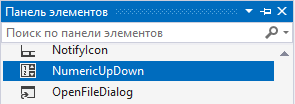 Панель элементов
Поиск по панели элементов
NotifyIcon
NumericUpDown
OpenFileDialog